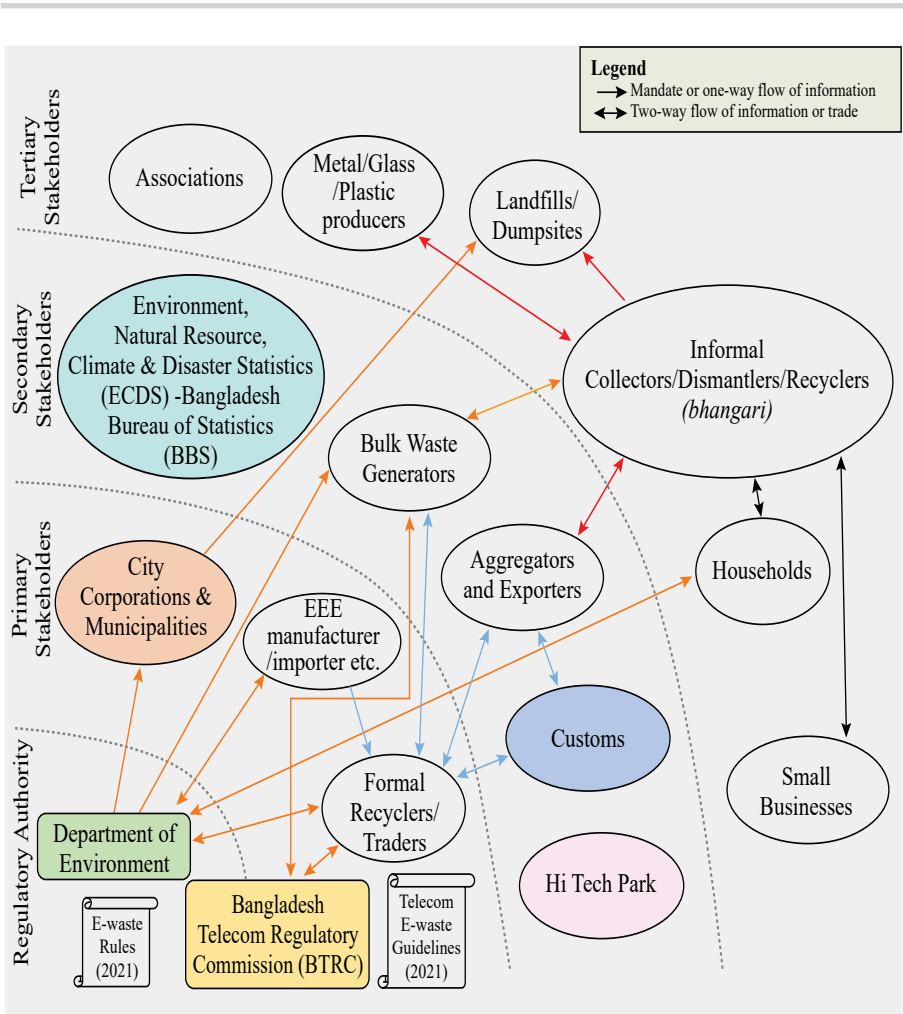 Legend
Mandate or one-way flow of information
Two-way flow of information or trade
Tertiary
Stakeholders
Associations
Metal/Glass
/Plastic
producers
Landfills/
Dumpsites
Secondary
Stakeholders
Environment,
Natural Resource,
Climate & Disaster Statistics
(ECDS) -Bangladesh
Bureau of Statistics
(BBS)
Informal
Collectors/Dismantlers/Recyclers
(bhangari)
Bulk Waste
Generators
Primary
Stakeholders
City
Corporations &
Municipalities
EEE
manufacturer
/importer etc.
Aggregators
and Exporters
Households
Customs
Small
Businesses
Regulatory Authority
Department of
Environment
Formal
Recyclers/
Traders
Hi Tech Park
E-waste
Rules
(2021)
Bangladesh
Telecom Regulatory
Commission (BTRC)
Telecom
E-waste
Guidelines
(2021)